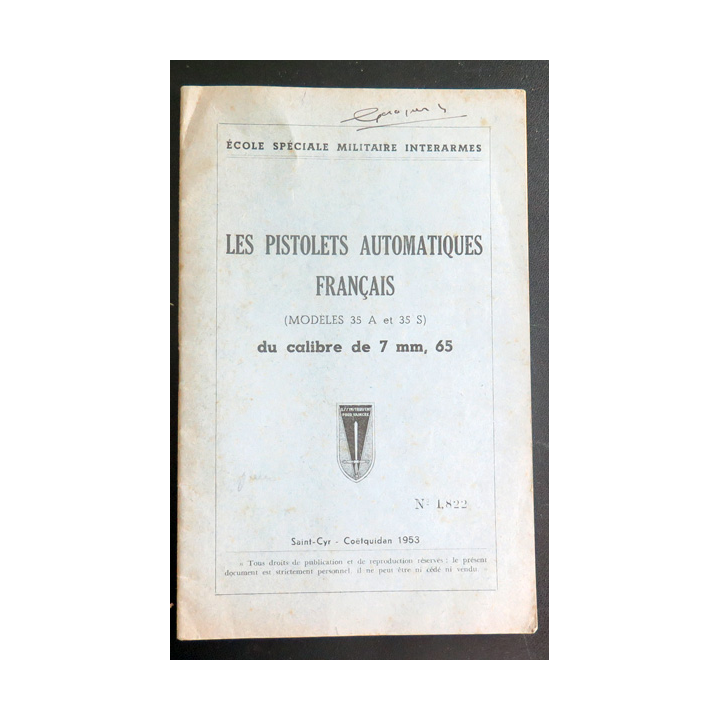 ÉCOLE SPÉCIALE MILITAIRE INTERARMES
LES PISTOLETS AUTOMATIQUES
FRANÇAIS
(MODELES 35 A et 35 S)
du calibre de 7 mm, 65
N° 1.822
Saint-Cyr - Coëtquidan 1953
« Tous droits de publication et de reproduction réservés ; le présent
document est strictement personnel, il ne peut être ni cédé ni vendu. »